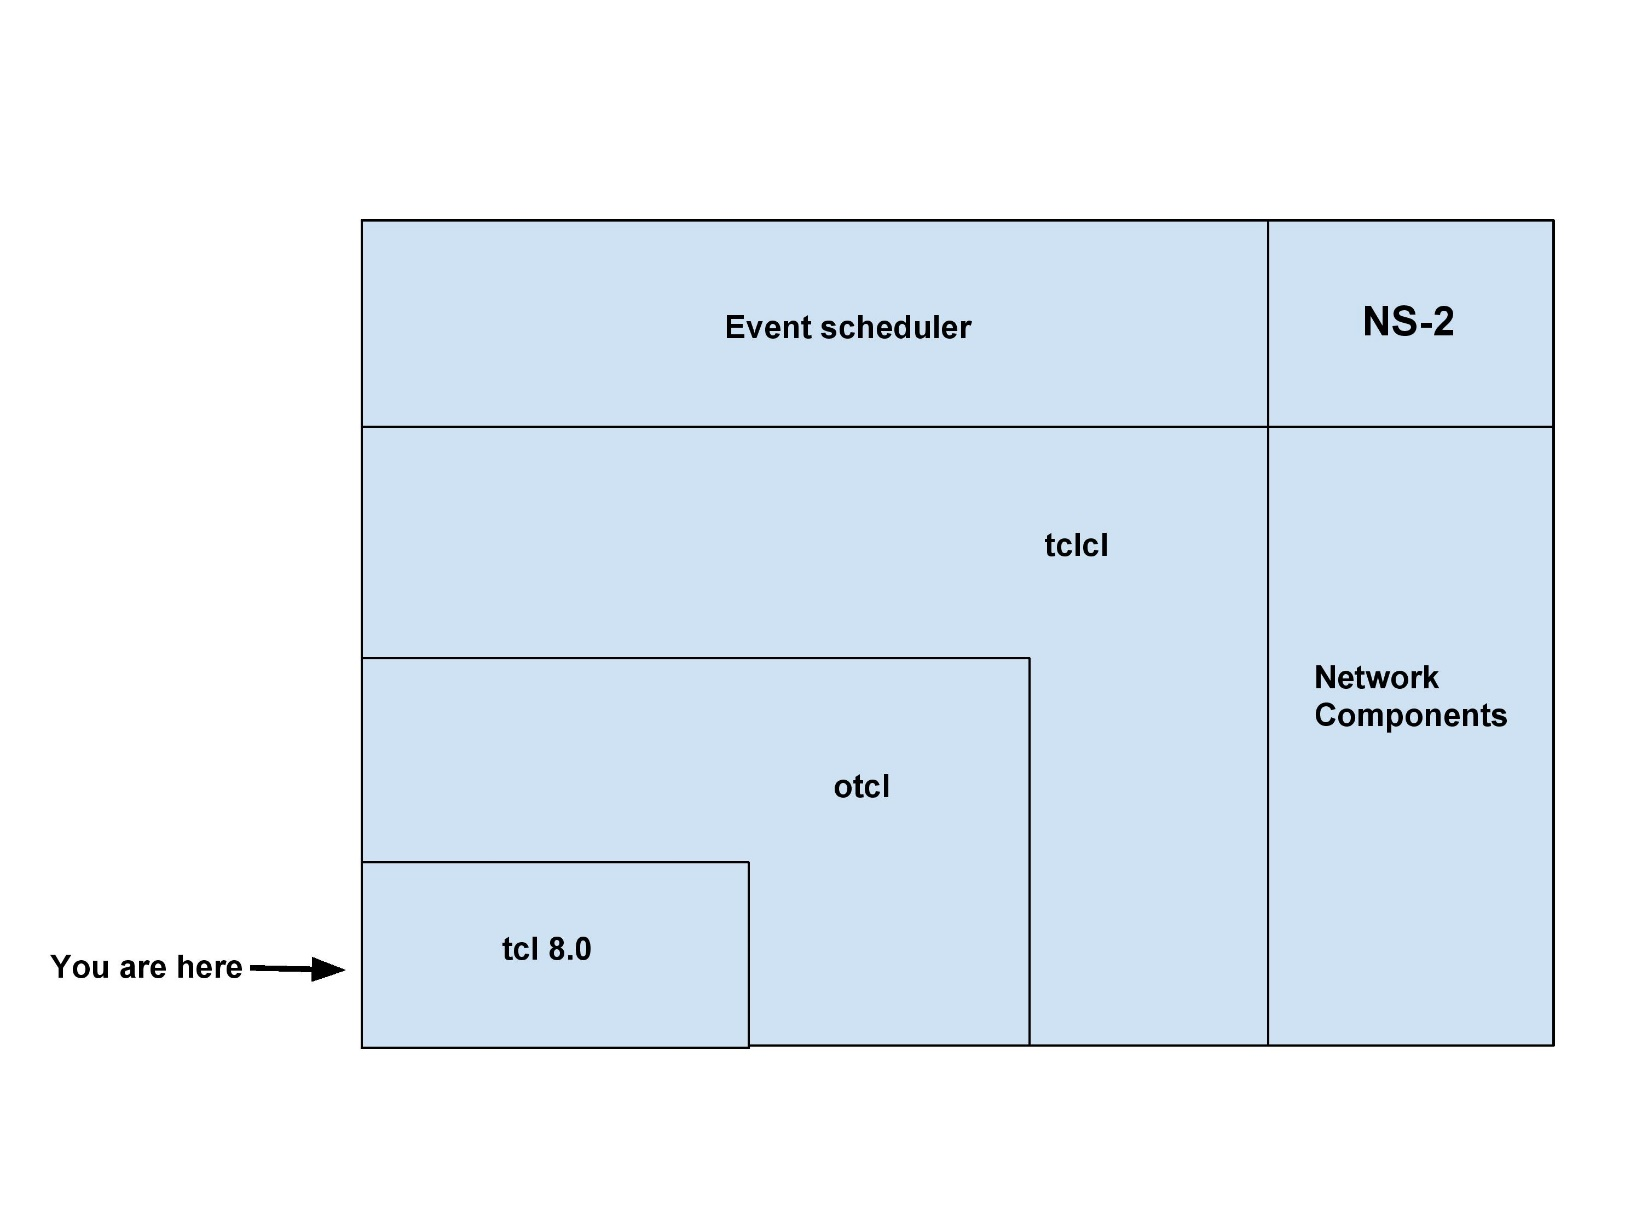 Event scheduler
NS-2
tclcl
Network
Components
otcl
tcl 8.0
You are here